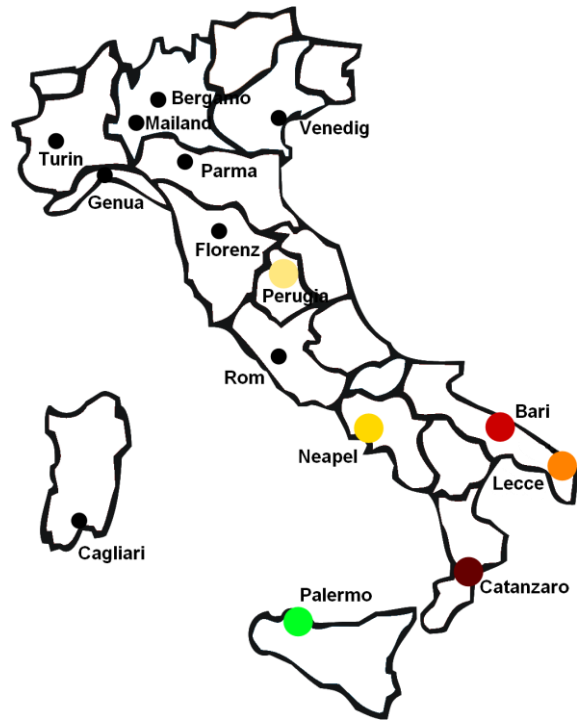 Bergamo
Mailand
Venedig
Turin
Parma
Genua
Florenz
Perugia
Rom
Bari
Neapel
Lecce
Cagliari
Catanzaro
Palermo